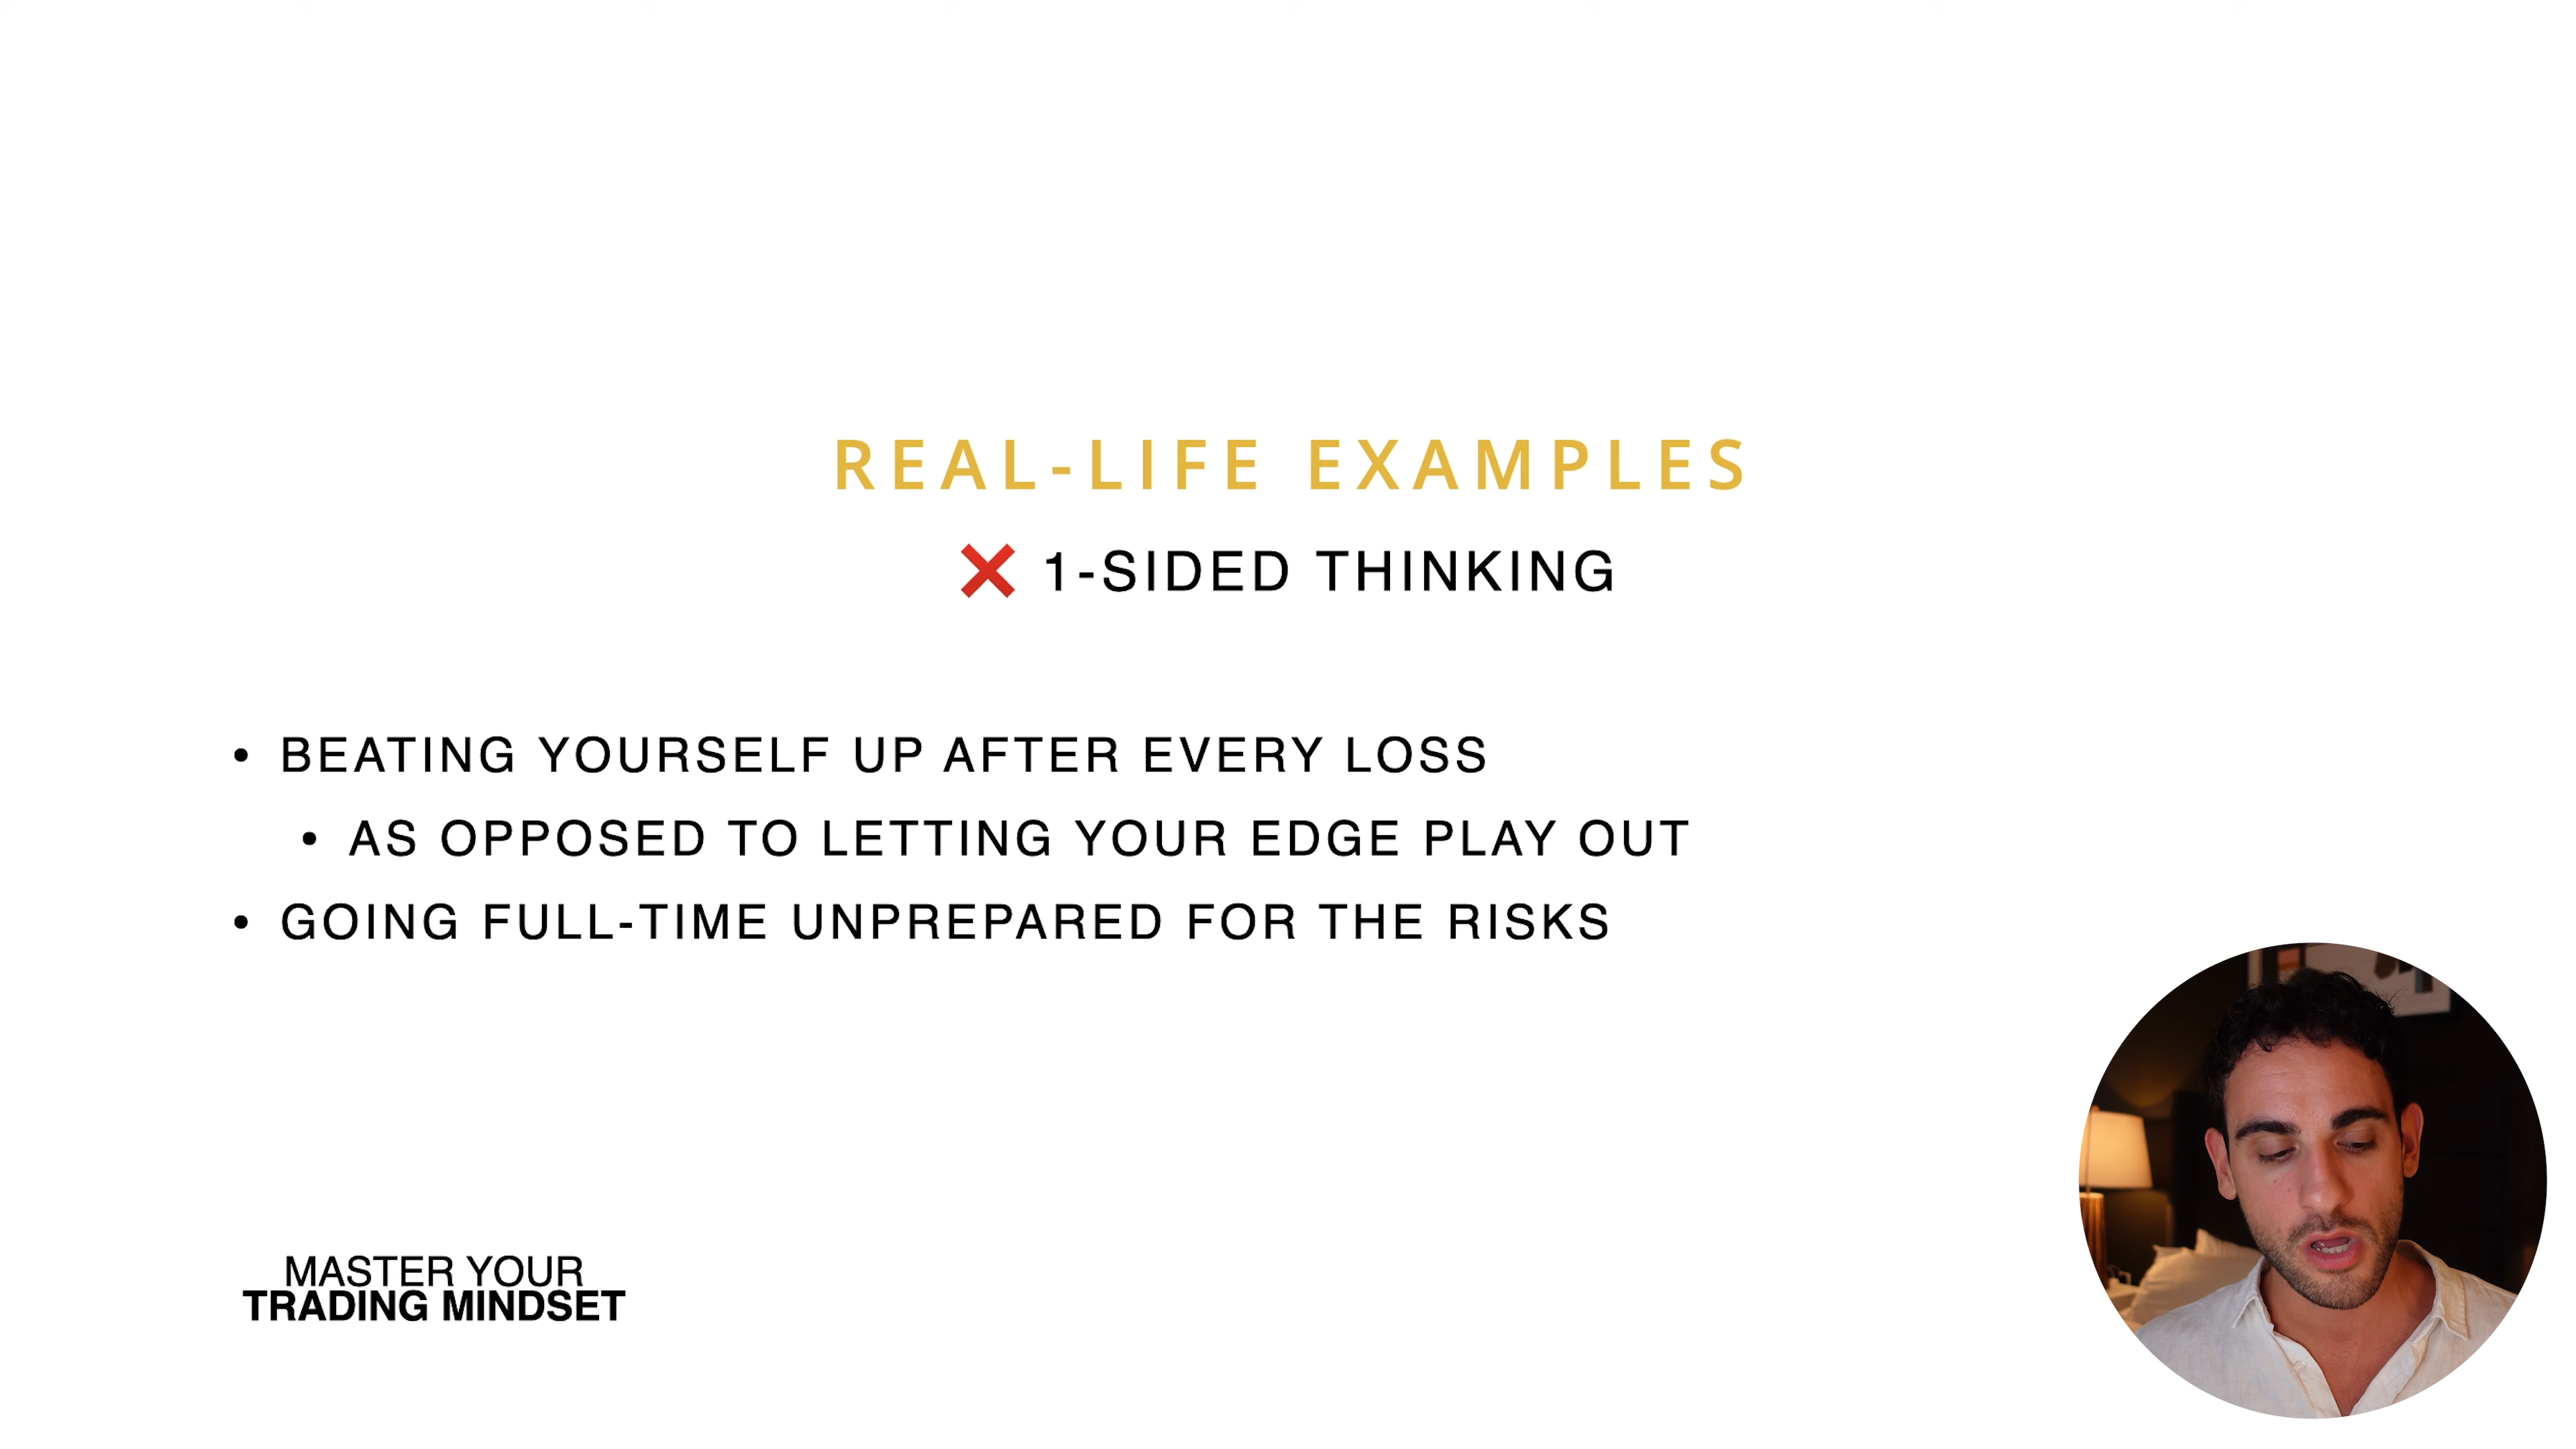 REAL-LIFE EXAMPLES
❌ 1-SIDED THINKING
• BEATING YOURSELF UP AFTER EVERY LOSS
• AS OPPOSED TO LETTING YOUR EDGE PLAY OUT
• GOING FULL-TIME UNPREPARED FOR THE RISKS
MASTER YOUR
TRADING MINDSET